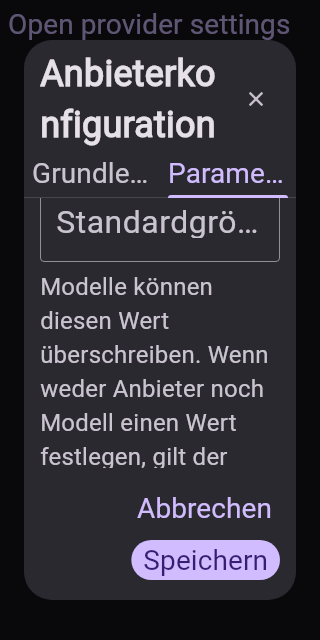 Open provider settings
Anbieterko
nfiguration
×
Grundle… Parame…
Standardgrö…
Modelle können
diesen Wert
überschreiben. Wenn
weder Anbieter noch
Modell einen Wert
festlegen, gilt der
Abbrechen
Speichern